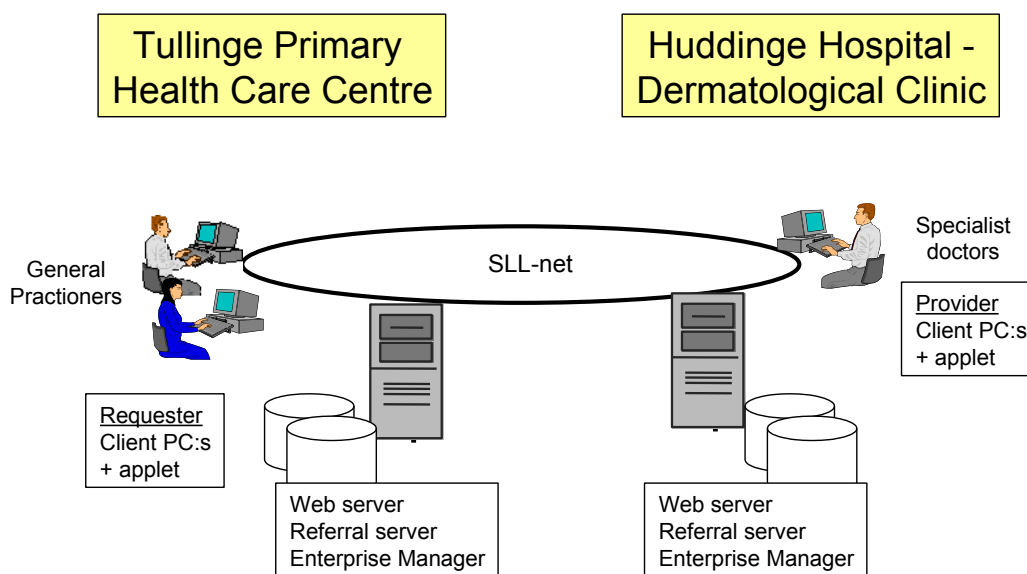 Tullinge Primary
Health Care Centre
Huddinge Hospital -
Dermatological Clinic
SLL-net
General
Practioners
Specialist
doctors
Provider
Client PC:s
+ applet
Requester
Client PC:s
+ applet
Web server
Referral server
Enterprise Manager
Web server
Referral server
Enterprise Manager